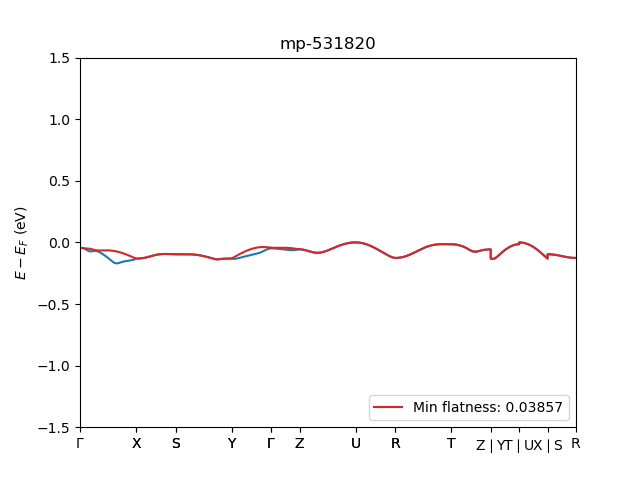 mp-531820
1.5
1.0
0.5
0.0
−0.5
−1.0
−1.5
E − E_F (eV)
Min flatness: 0.03857
Γ X S Y Γ Z U R T Z | YT | UX | S R